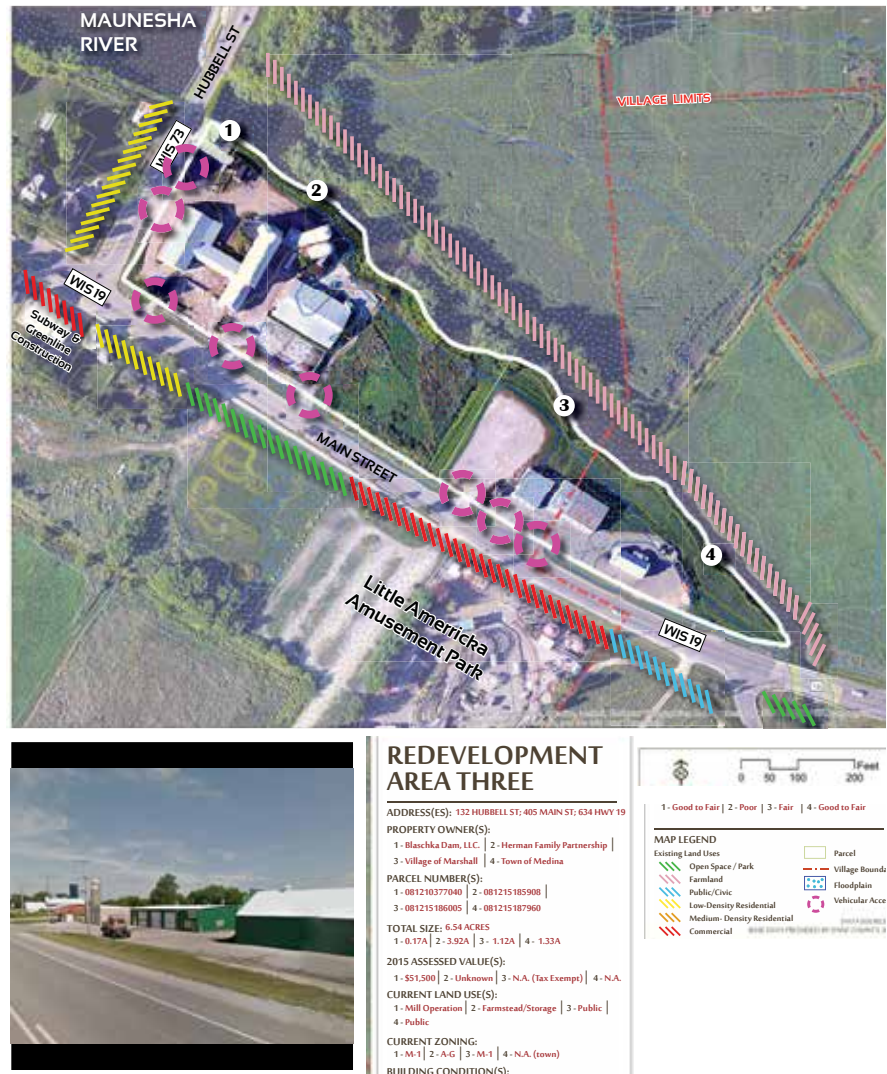 MAUNESHA
RIVER
HUBBELL ST
1
WIS 73
2
VILLAGE LIMITS
WIS 19
Subway &
Greenline
Construction
3
MAIN STREET
4
Little Amerricka
Amusement Park
WIS 19
REDEVELOPMENT
AREA THREE
ADDRESS(ES): 132 HUBBELL ST; 405 MAIN ST; 634 HWY 19
PROPERTY OWNER(S):
1 - Blaschka Dam, LLC. | 2 - Herman Family Partnership |
3 - Village of Marshall | 4 - Town of Medina
PARCEL NUMBER(S):
1 - 081210377040 | 2 - 081215185908 |
3 - 081215186005 | 4 - 081215187960
TOTAL SIZE: 6.54 ACRES
1 - 0.17A | 2 - 3.92A | 3 - 1.12A | 4 - 1.33A
2015 ASSESSED VALUE(S):
1 - $51,500 | 2 - Unknown | 3 - N.A. (Tax Exempt) | 4 - N.A.
CURRENT LAND USE(S):
1 - Mill Operation | 2 - Farmstead/Storage | 3 - Public |
4 - Public
CURRENT ZONING:
1 - M-1 | 2 - A-G | 3 - M-1 | 4 - N.A. (town)
BUILDING CONDITION(S):
Feet
0 50 100 200
1 - Good to Fair | 2 - Poor | 3 - Fair | 4 - Good to Fair
MAP LEGEND
Existing Land Uses
Open Space / Park
Farmland
Public/Civic
Low-Density Residential
Medium- Density Residential
Commercial
Parcel
Village Bounda
Floodplain
Vehicular Acce